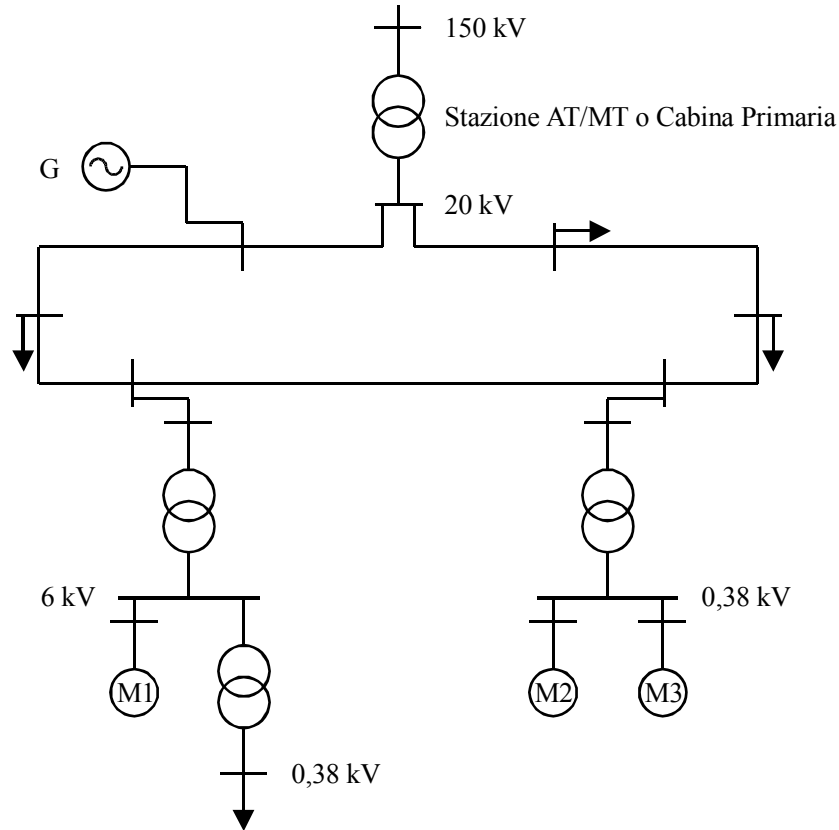 150 kV
Stazione AT/MT o Cabina Primaria
G
20 kV
6 kV
0,38 kV
M1
M2
M3
0,38 kV